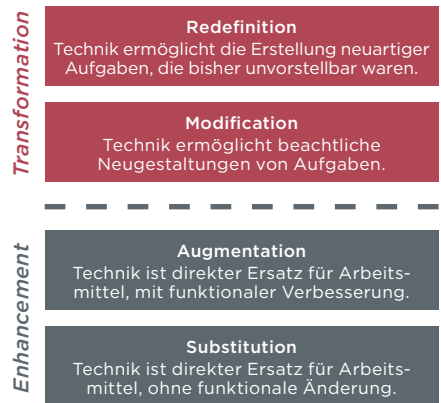 Transformation
Redefinition
Technik ermöglicht die Erstellung neuartiger
Aufgaben, die bisher unvorstellbar waren.
Modification
Technik ermöglicht beachtliche
Neugestaltungen von Aufgaben.
Enhancement
Augmentation
Technik ist direkter Ersatz für Arbeits-
mittel, mit funktionaler Verbesserung.
Substitution
Technik ist direkter Ersatz für Arbeits-
mittel, ohne funktionale Änderung.